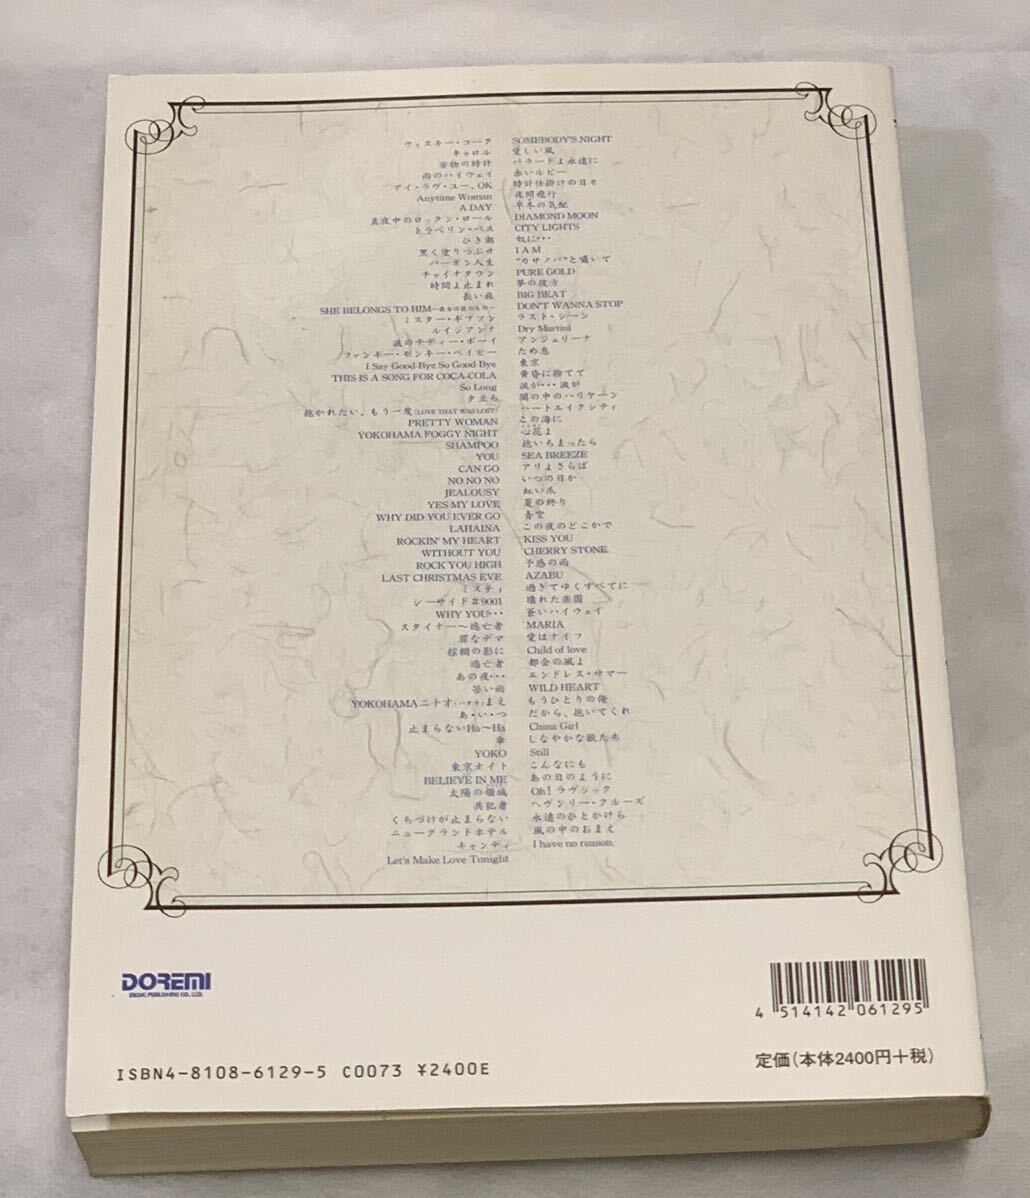 ウィスキー・コーク
キャロル
安物の時計
雨のハイウェイ
アイ・ラヴ・ユー、OK
Anytime Woman
A DAY
真夜中のロックン・ロール
トラベリン・バス
ひき潮
黒く塗りつぶせ
バーボン人生
チャイナタウン
時間よ止まれ
長い旅
SHE BELONGS TO HIM
ミスター・ギブソン
ルイジアンナ
涙のテディー・ボーイ
ファンキー・モンキー・ベイビー
I Say Good-Bye So Good-Bye
THIS IS A SONG FOR COCA-COLA
So Long
夕立ち
抱かれたい、もう一度(LOVE THAT WAS LOST)
PRETTY WOMAN
YOKOHAMA FOGGY NIGHT
SHAMPOO
YOU
CAN GO
NO NO NO
JEALOUSY
YES MY LOVE
WHY DID YOU EVER GO
LAHAINA
ROCKIN' MY HEART
WITHOUT YOU
ROCK YOU HIGH
LAST CHRISTMAS EVE
ミスティ
シーサイド#9001
WHY YOU・・・
スタイナー〜逃亡者
罪なデマ
棕櫚の影に
逃亡者
あの夜・・・
苦い雨
YOKOHAMA二十才(ハタチ)まえ
あ・い・つ
止まらないHa〜Ha
傘
YOKO
東京ナイト
BELIEVE IN ME
太陽の領域
共犯者
くちづけが止まらない
ニューグランドホテル
キャンディ
Let's Make Love Tonight
SOMEBODY'S NIGHT
愛しい風
バラードよ永遠に
赤いルビー
時計仕掛けの日々
夜間飛行
早冬の気配
DIAMOND MOON
CITY LIGHTS
奴に・・・
I AM
"カサノバ"と囁いて
PURE GOLD
夢の彼方
BIG BEAT
DON'T WANNA STOP
ラスト・シーン
Dry Martini
アンジェリーナ
ため息
東京
黄昏に捨てて
涙が・・・涙が
闇の中のハリケーン
ハートエイクシティ
この海に
心花よ
抱いちまったら
SEA BREEZE
アリよさらば
いつの日か
紅い爪
夏の終り
青空
この夜のどこかで
KISS YOU
CHERRY STONE
予感の雨
AZABU
過ぎてゆくすべてに
壊れた楽園
蒼いハイウェイ
MARIA
愛はナイフ
Child of love
都会の風よ
エンドレス・サマー
WILD HEART
もうひとりの俺
だから、抱いてくれ
China Girl
しなやかな獣たち
Still
こんなにも
あの日のように
Oh! ラヴシック
ヘヴンリー・クルーズ
永遠のひとかけら
風の中のおまえ
I have no reason.
DOREMI
MUSIC PUBLISHING CO., LTD.
4 514142 061295
ISBN4-8108-6129-5 C0073 ¥2400E
定価(本体2400円+税)